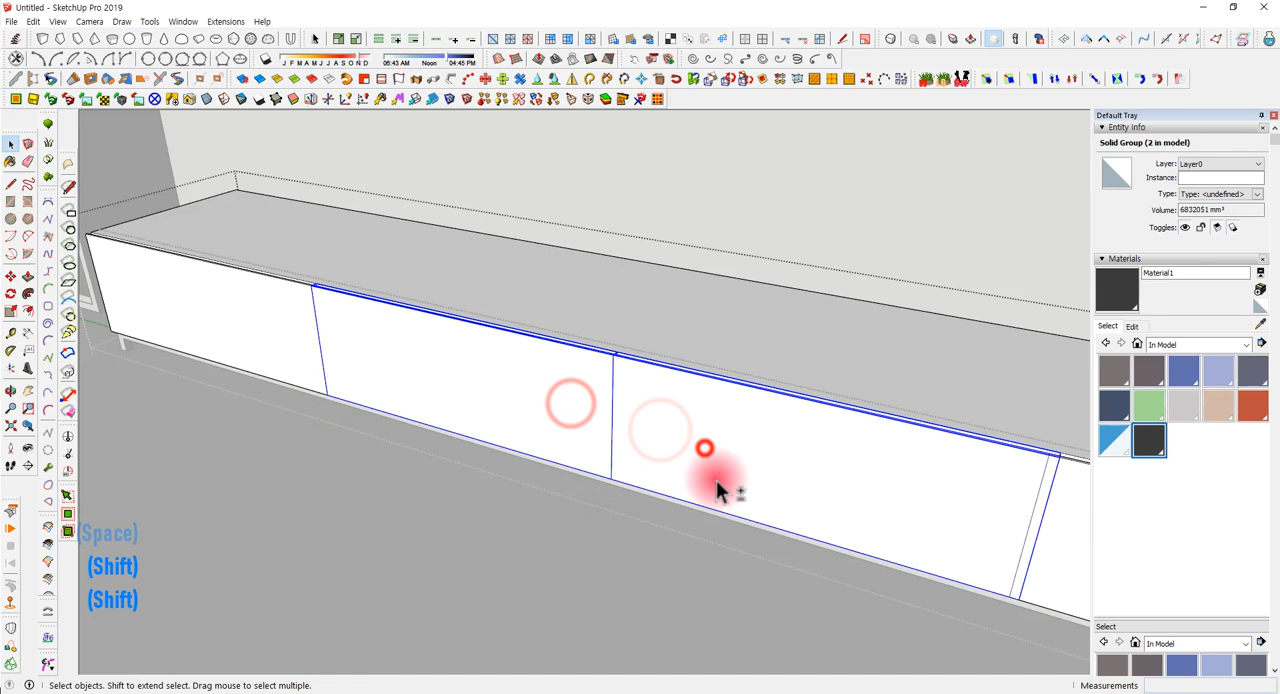 Untitled - SketchUp Pro 2019
File Edit View Camera Draw Tools Window Extensions Help
J F M A M J J A S O N D 06:43 AM Noon 04:45 PM
Default Tray
Entity Info
Solid Group (2 in model)
Layer: Layer0
Instance:
Type: Type: <undefined>
Volume: 6832051 mm³
Toggles:
Materials
Material1
Select Edit
In Model
(Space)
(Shift)
(Shift)
Select
In Model
Select objects. Shift to extend select. Drag mouse to select multiple.
Measurements